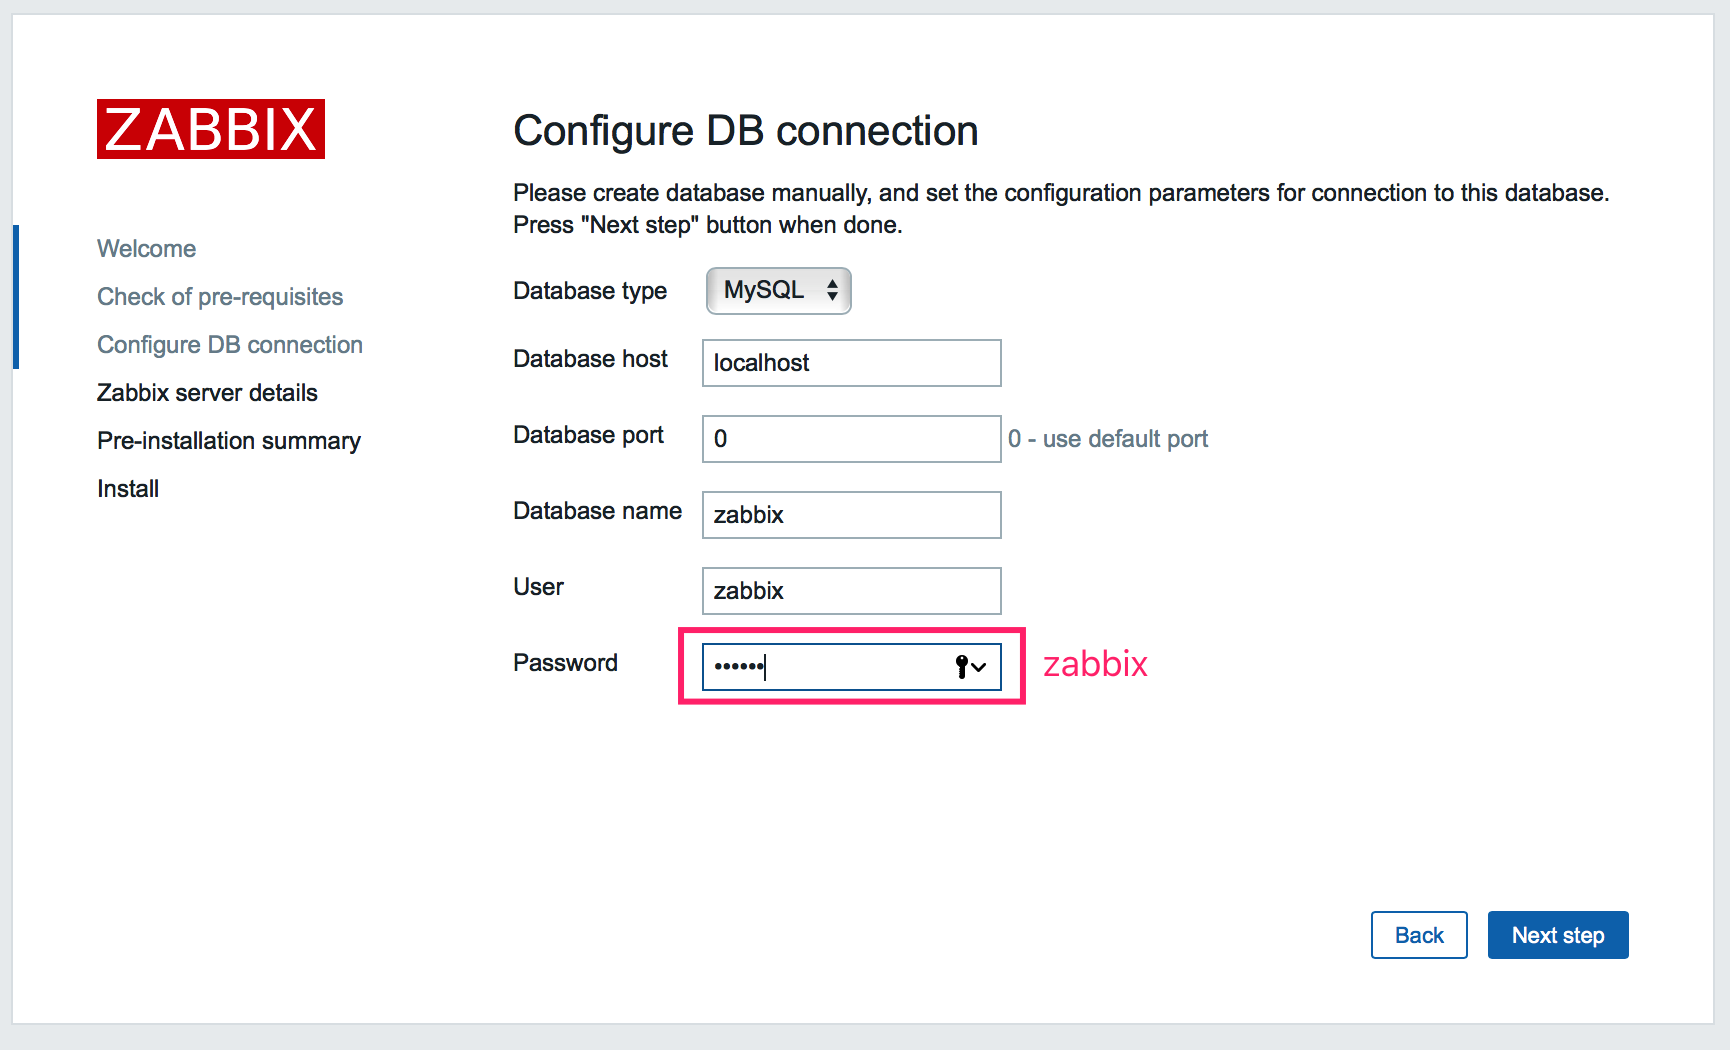 ZABBIX
Welcome
Check of pre-requisites
Configure DB connection
Zabbix server details
Pre-installation summary
Install
Configure DB connection
Please create database manually, and set the configuration parameters for connection to this database.
Press "Next step" button when done.
Database type MySQL
Database host localhost
Database port 0 0 - use default port
Database name zabbix
User zabbix
Password •••••• zabbix
Back Next step